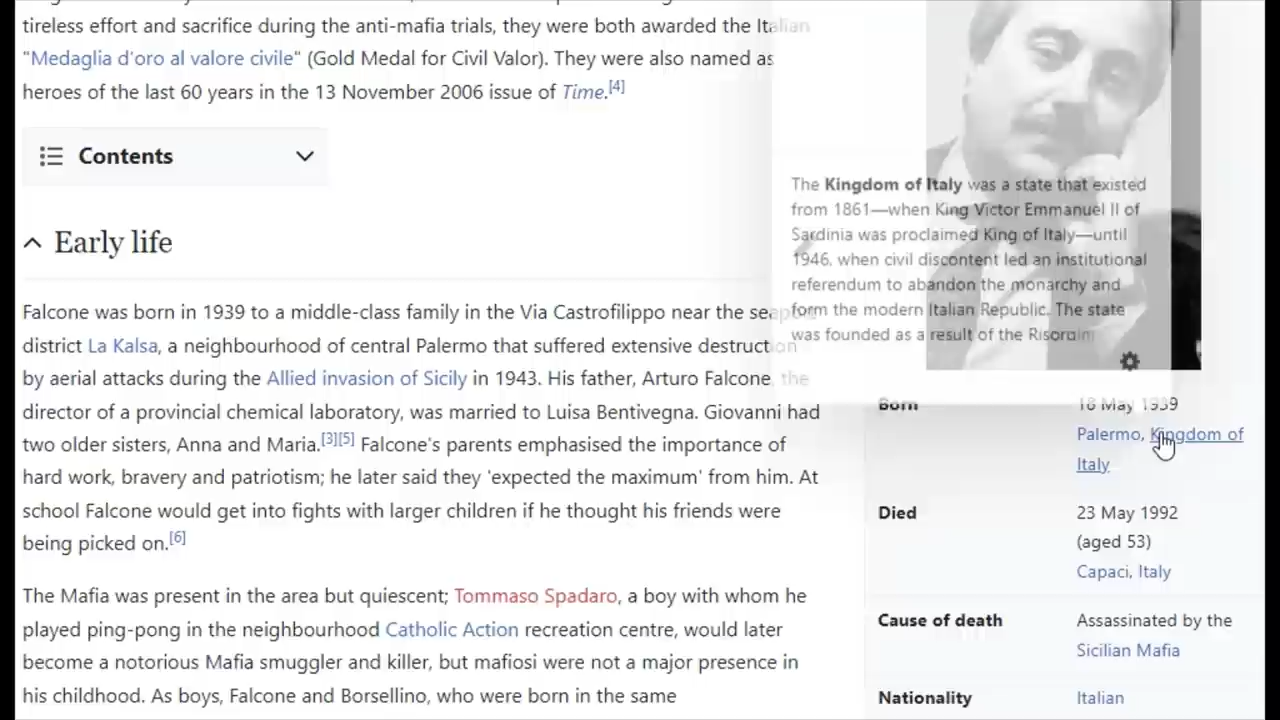 tireless effort and sacrifice during the anti-mafia trials, they were both awarded the Italian
"Medaglia d'oro al valore civile" (Gold Medal for Civil Valor). They were also named as
heroes of the last 60 years in the 13 November 2006 issue of Time.[4]
Contents
Early life
Falcone was born in 1939 to a middle-class family in the Via Castrofilippo near the
district La Kalsa, a neighbourhood of central Palermo that suffered extensive destruction
by aerial attacks during the Allied invasion of Sicily in 1943. His father, Arturo Falcone, the
director of a provincial chemical laboratory, was married to Luisa Bentivegna. Giovanni had
two older sisters, Anna and Maria.[3][5] Falcone's parents emphasised the importance of
hard work, bravery and patriotism; he later said they 'expected the maximum' from him. At
school Falcone would get into fights with larger children if he thought his friends were
being picked on.[6]
The Mafia was present in the area but quiescent; Tommaso Spadaro, a boy with whom he
played ping-pong in the neighbourhood Catholic Action recreation centre, would later
become a notorious Mafia smuggler and killer, but mafiosi were not a major presence in
his childhood. As boys, Falcone and Borsellino, who were born in the same
The Kingdom of Italy was a state that existed
from 1861—when King Victor Emmanuel II of
Sardinia was proclaimed King of Italy—until
1946, when civil discontent led an institutional
referendum to abandon the monarchy and
form the modern Italian Republic. The state
was founded as a result of the
Born 18 May 1939
Palermo, Kingdom of
Italy
Died 23 May 1992
(aged 53)
Capaci, Italy
Cause of death Assassinated by the
Sicilian Mafia
Nationality Italian